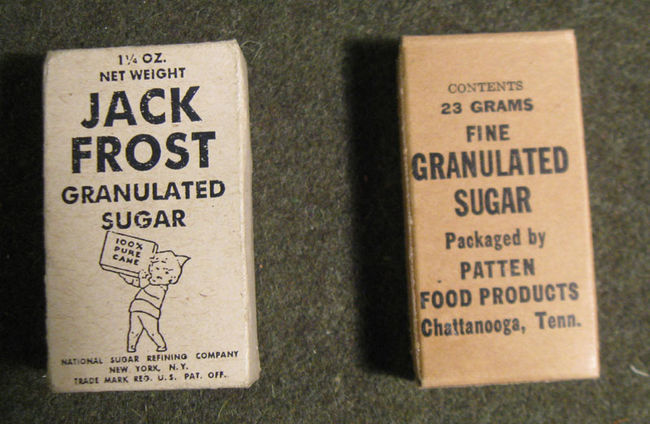 1¼ OZ.
NET WEIGHT
JACK
FROST
GRANULATED
SUGAR
100%
PURE
CANE
NATIONAL SUGAR REFINING COMPANY
NEW YORK, N.Y.
TRADE MARK REG. U.S. PAT. OFF.
CONTENTS
23 GRAMS
FINE
GRANULATED
SUGAR
Packaged by
PATTEN
FOOD PRODUCTS
Chattanooga, Tenn.